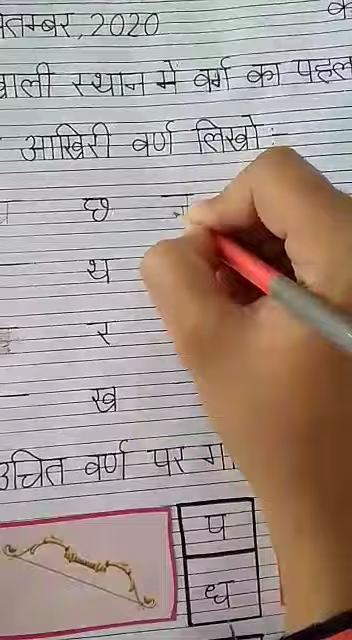 तम्बर, 2020
ाली स्थान में वर्ग का पहल
आखिरी वर्ण लिखो :-
छ
थ
र
ख
उचित वर्ण पर
प
ध